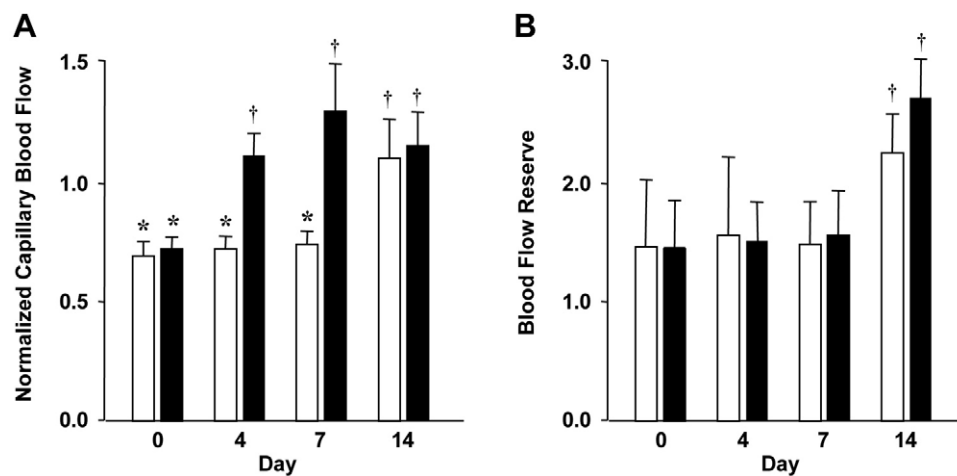 A
Normalized Capillary Blood Flow
1.5
1.0
0.5
0.0
* * * † * † † †
0 4 7 14
Day
B
Blood Flow Reserve
3.0
2.0
1.0
0.0
† †
0 4 7 14
Day